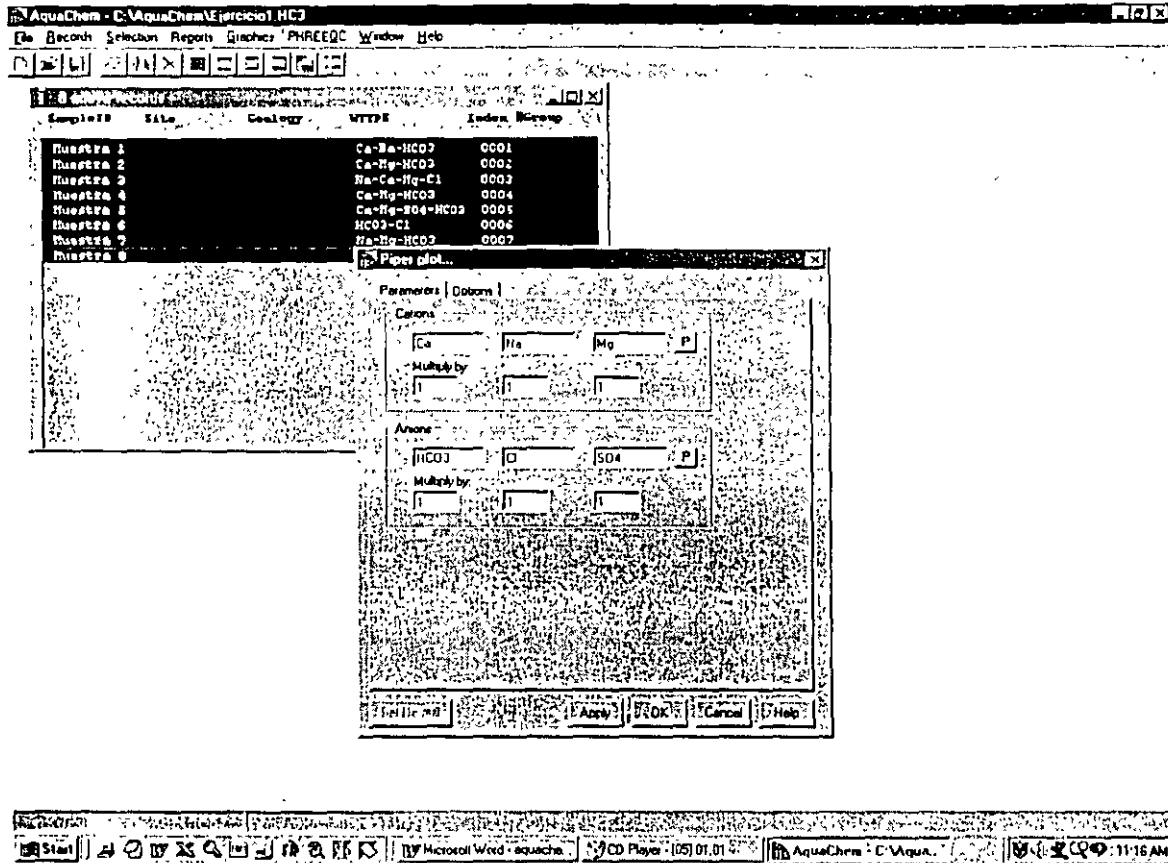 AquaChem - C:\AquaChem\Ejercicio1.HC3
File Records Selection Reports Graphics PHREEQC Window Help
SampleID Site Geology WTYPE Index Group
Muestra 1 Ca-Na-HCO3 0001
Muestra 2 Ca-Mg-HCO3 0002
Muestra 3 Na-Ca-Mg-Cl 0003
Muestra 4 Ca-Mg-HCO3 0004
Muestra 5 Ca-Mg-SO4-HCO3 0005
Muestra 6 HCO3-Cl 0006
Muestra 7 Na-Mg-HCO3 0007
Muestra 8
Piper plot...
Parameters Options
Cations
Ca Na Mg P
Multiply by:
1 1 1
Anions
HCO3 Cl SO4 P
Multiply by:
1 1 1
Apply OK Cancel Help
Start Microsoft Word - aquache... CD Player - [05] 01:01 AquaChem - C:\Aqua... 11:16 AM